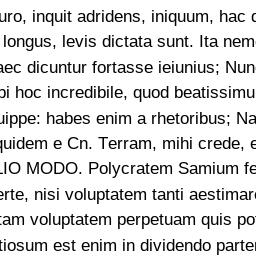 uro, inquit adridens, iniquum, hac
longus, levis dictata sunt. Ita nem
aec dicuntur fortasse ieiunius; Nun
bi hoc incredibile, quod beatissimu
uippe: habes enim a rhetoribus; Na
quidem e Cn. Terram, mihi crede, e
LIO MODO. Polycratem Samium fe
erte, nisi voluptatem tanti aestimare
tam voluptatem perpetuam quis po
tiosum est enim in dividendo parte